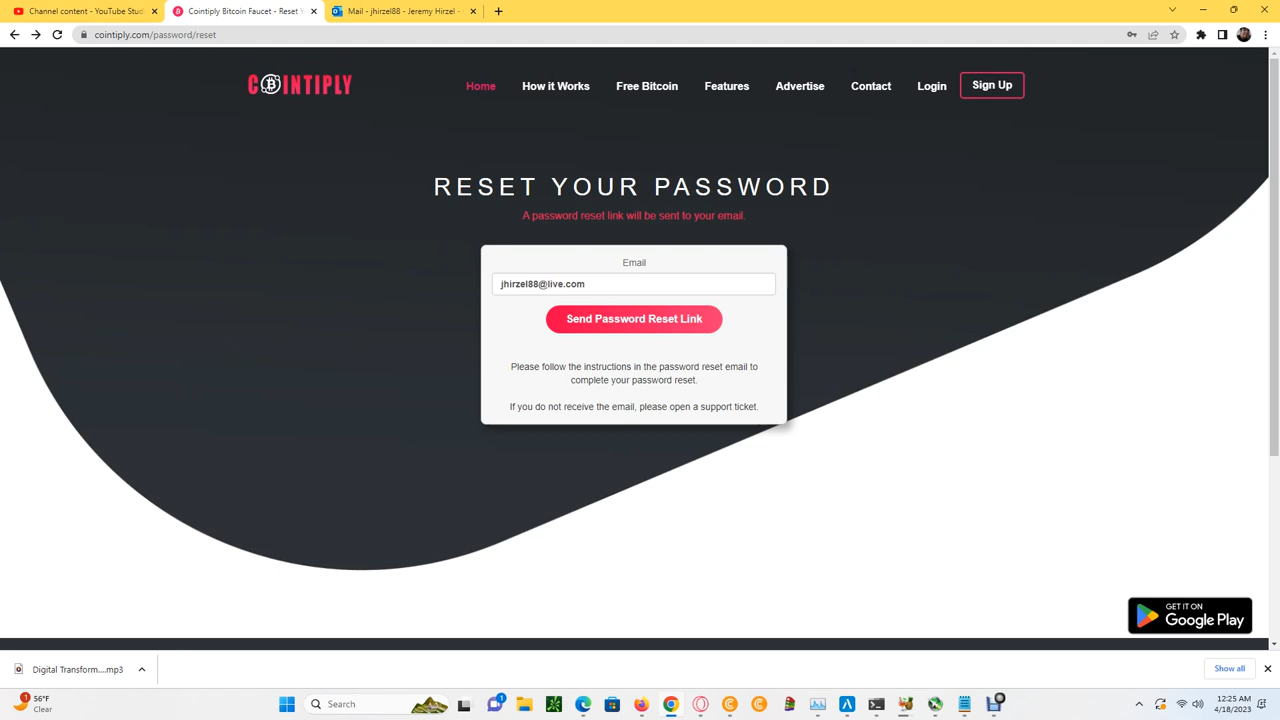 Channel content - YouTube Studi
Cointiply Bitcoin Faucet - Reset Y
Mail - jhirzel88 - Jeremy Hirzel -
cointiply.com/password/reset
COINTIPLY
Home
How it Works
Free Bitcoin
Features
Advertise
Contact
Login
Sign Up
RESET YOUR PASSWORD
A password reset link will be sent to your email.
Email
jhirzel88@live.com
Send Password Reset Link
Please follow the instructions in the password reset email to
complete your password reset.
If you do not receive the email, please open a support ticket.
GET IT ON
Google Play
Digital Transform....mp3
Show all
1
56°F
Clear
Search
1
12:25 AM
4/18/2023